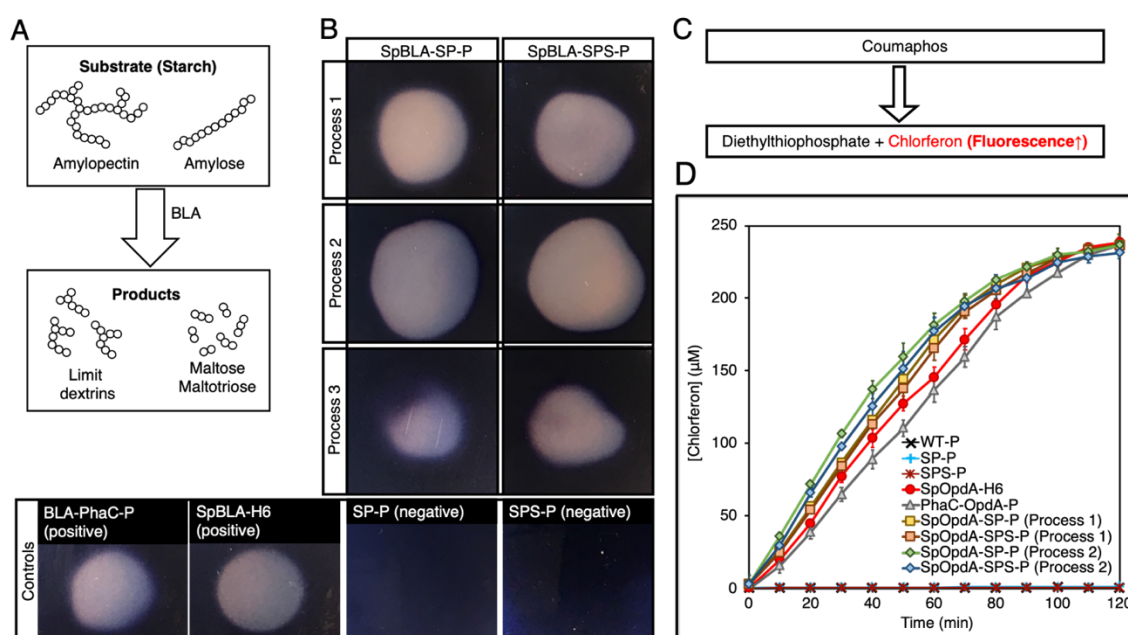 A
Substrate (Starch)
Amylopectin
Amylose
BLA
Products
Limit
dextrins
Maltose
Maltotriose
B
SpBLA-SP-P
SpBLA-SPS-P
Process 1
Process 2
Process 3
Controls
BLA-PhaC-P
(positive)
SpBLA-H6
(positive)
SP-P (negative)
SPS-P (negative)
C
Coumaphos
Diethylthiophosphate + Chlorferon (Fluorescence↑)
D
[Chlorferon] (µM)
250
200
150
100
50
0
WT-P
SP-P
SPS-P
SpOpdA-H6
PhaC-OpdA-P
SpOpdA-SP-P (Process 1)
SpOpdA-SPS-P (Process 1)
SpOpdA-SP-P (Process 2)
SpOpdA-SPS-P (Process 2)
0 20 40 60 80 100 120
Time (min)